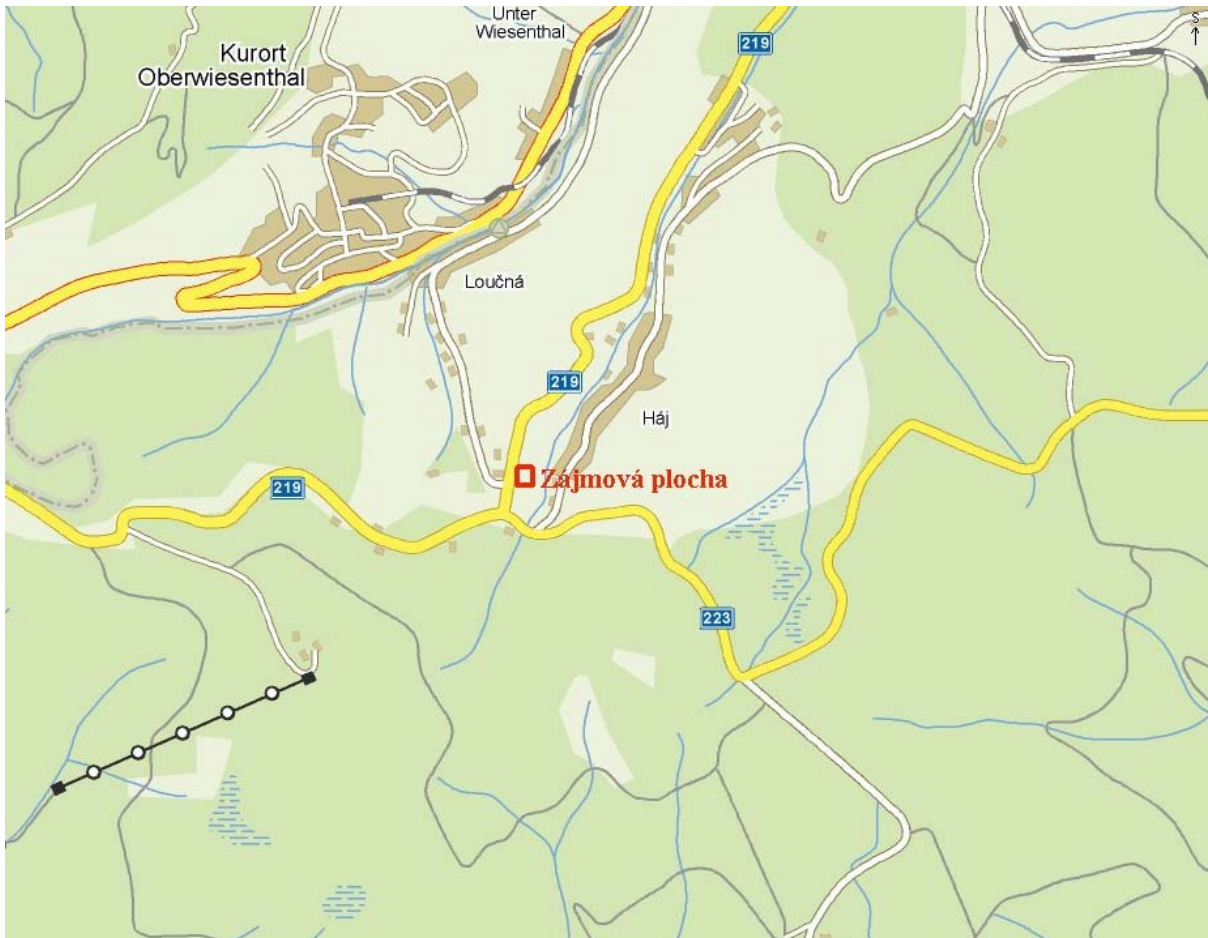 Unter
Wiesenthal
S
Kurort
Oberwiesenthal
219
Loučná
219
Háj
Zájmová plocha
219
223